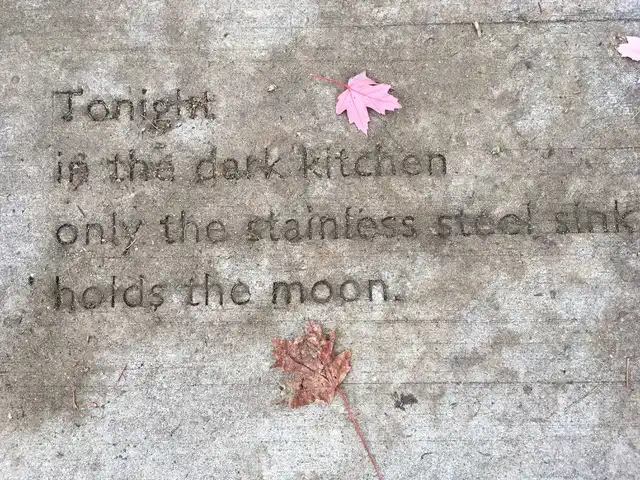 Tonight
in the dark kitchen
only the stainless steel sink
holds the moon.